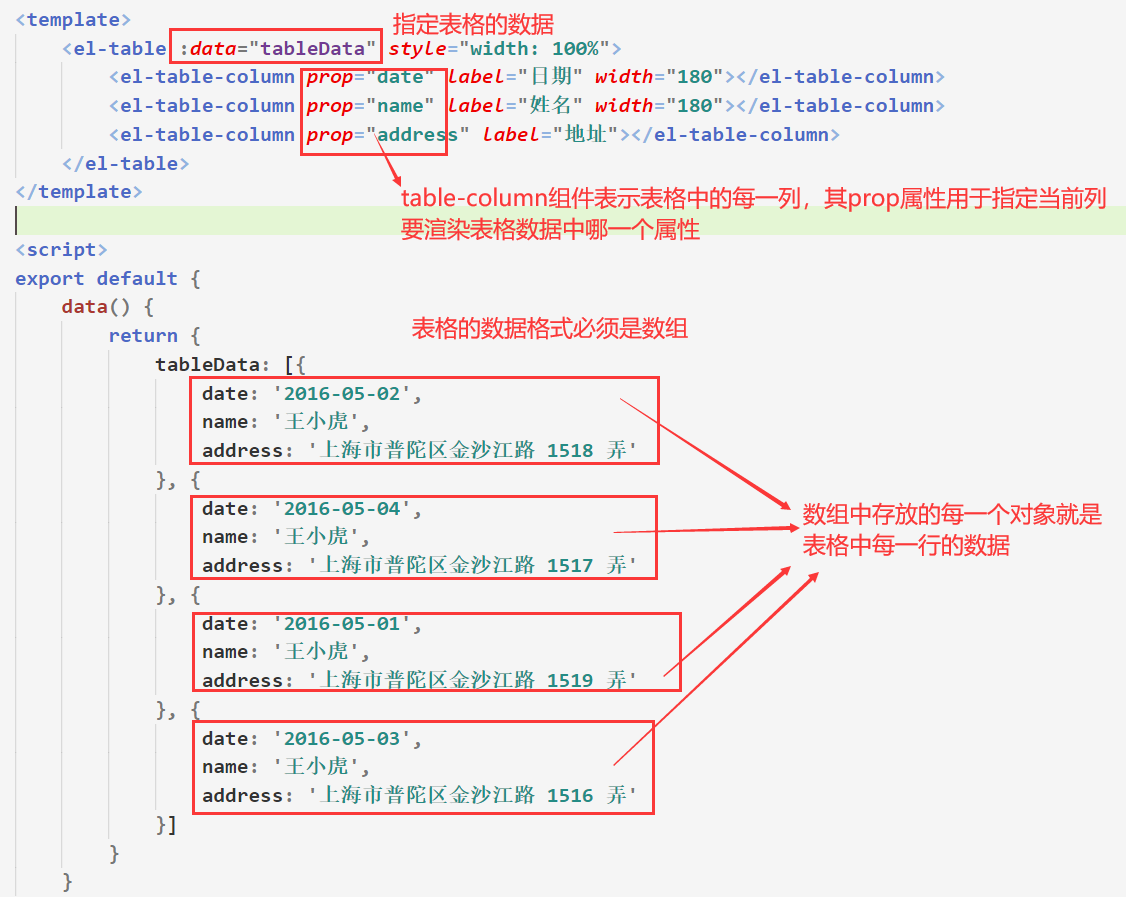 <template>
指定表格的数据
<el-table :data="tableData" style="width: 100%">
<el-table-column prop="date" label="日期" width="180"></el-table-column>
<el-table-column prop="name" label="姓名" width="180"></el-table-column>
<el-table-column prop="address" label="地址"></el-table-column>
</el-table>
</template>
table-column组件表示表格中的每一列，其prop属性用于指定当前列
要渲染表格数据中哪一个属性
<script>
export default {
data() {
return {
表格的数据格式必须是数组
tableData: [{
date: '2016-05-02',
name: '王小虎',
address: '上海市普陀区金沙江路 1518 弄'
}, {
date: '2016-05-04',
name: '王小虎',
address: '上海市普陀区金沙江路 1517 弄'
数组中存放的每一个对象就是
表格中每一行的数据
}, {
date: '2016-05-01',
name: '王小虎',
address: '上海市普陀区金沙江路 1519 弄'
}, {
date: '2016-05-03',
name: '王小虎',
address: '上海市普陀区金沙江路 1516 弄'
}]
}
}